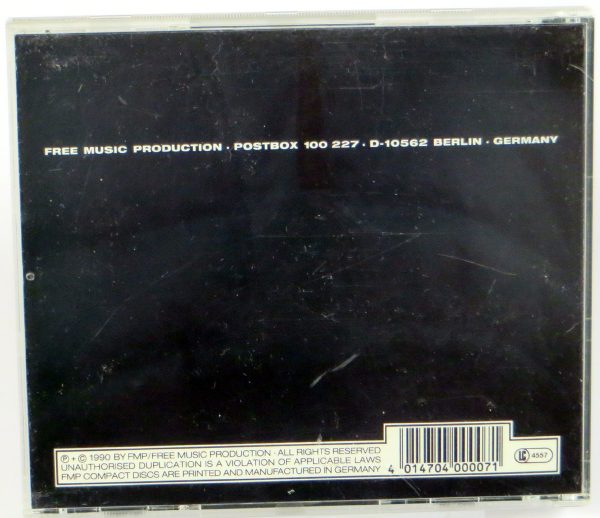 FREE MUSIC PRODUCTION · POSTBOX 100 227 · D-10562 BERLIN · GERMANY
℗ + © 1990 BY FMP/FREE MUSIC PRODUCTION · ALL RIGHTS RESERVED
UNAUTHORISED DUPLICATION IS A VIOLATION OF APPLICABLE LAWS
FMP COMPACT DISCS ARE PRINTED AND MANUFACTURED IN GERMANY
4 014704 000071
LC
4557